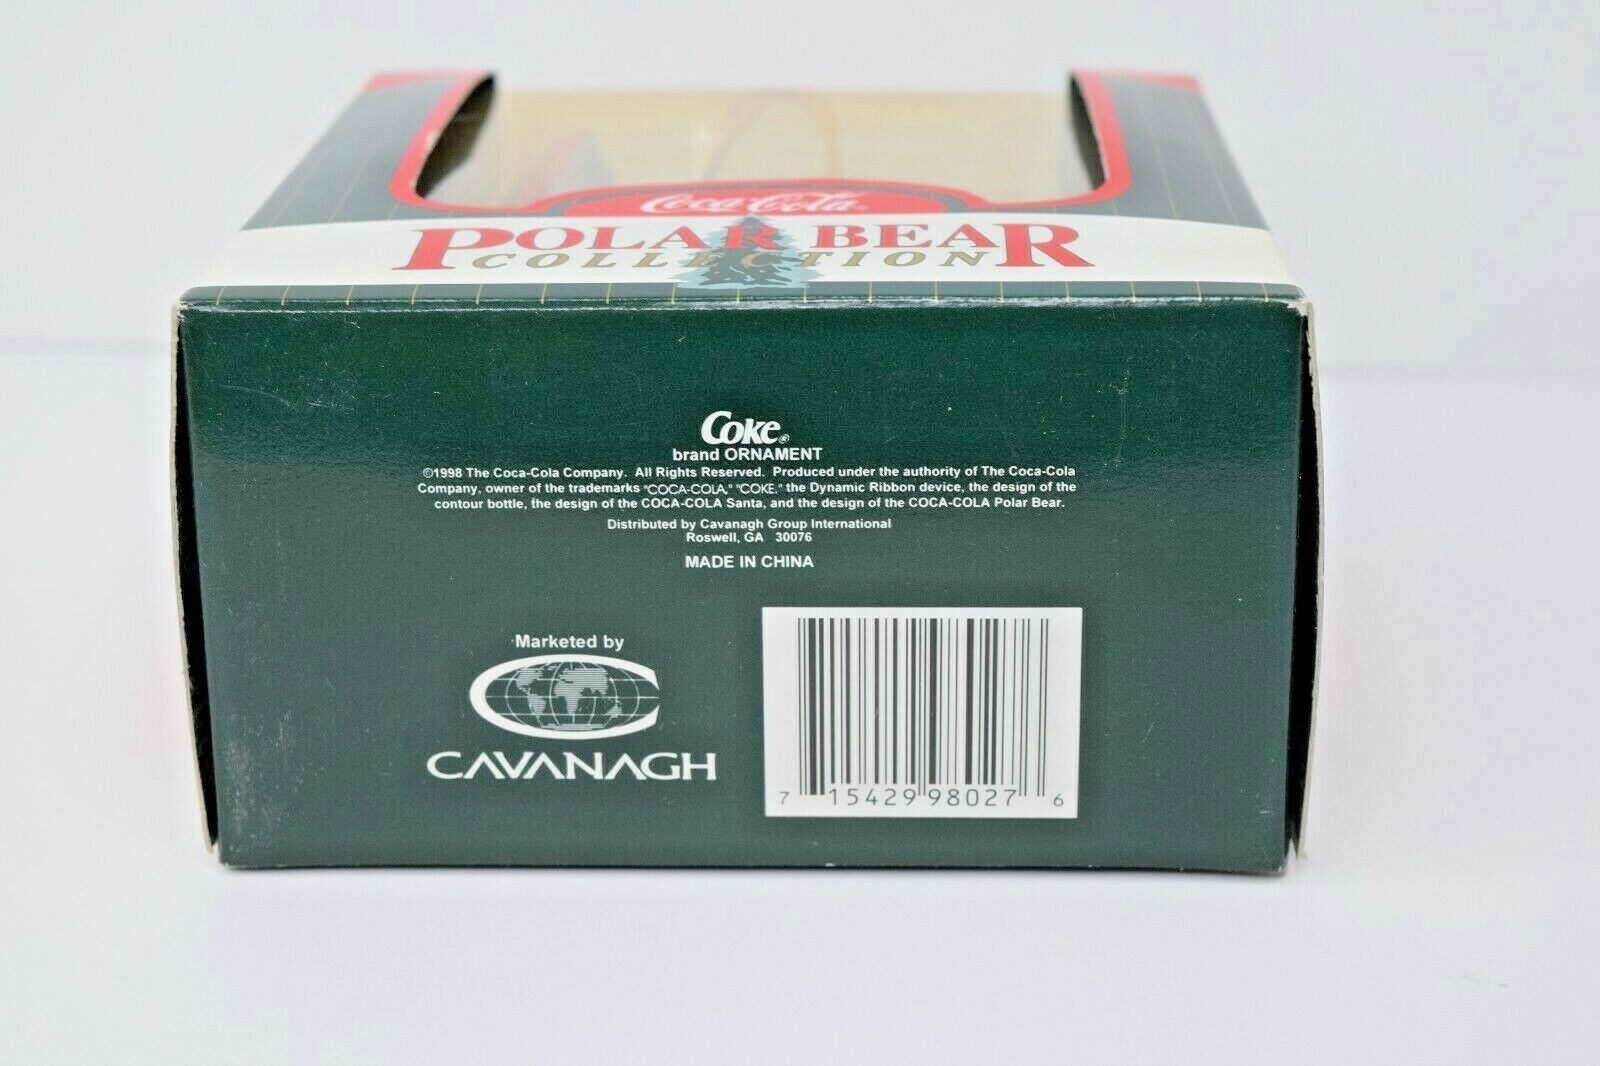 Coca-Cola
POLAR BEAR
COLLECTION
Coke®
brand ORNAMENT
©1998 The Coca-Cola Company. All Rights Reserved. Produced under the authority of The Coca-Cola
Company, owner of the trademarks "COCA-COLA," "COKE," the Dynamic Ribbon device, the design of the
contour bottle, the design of the COCA-COLA Santa, and the design of the COCA-COLA Polar Bear.
Distributed by Cavanagh Group International
Roswell, GA 30076
MADE IN CHINA
Marketed by
CAVANAGH
7 15429 98027 6